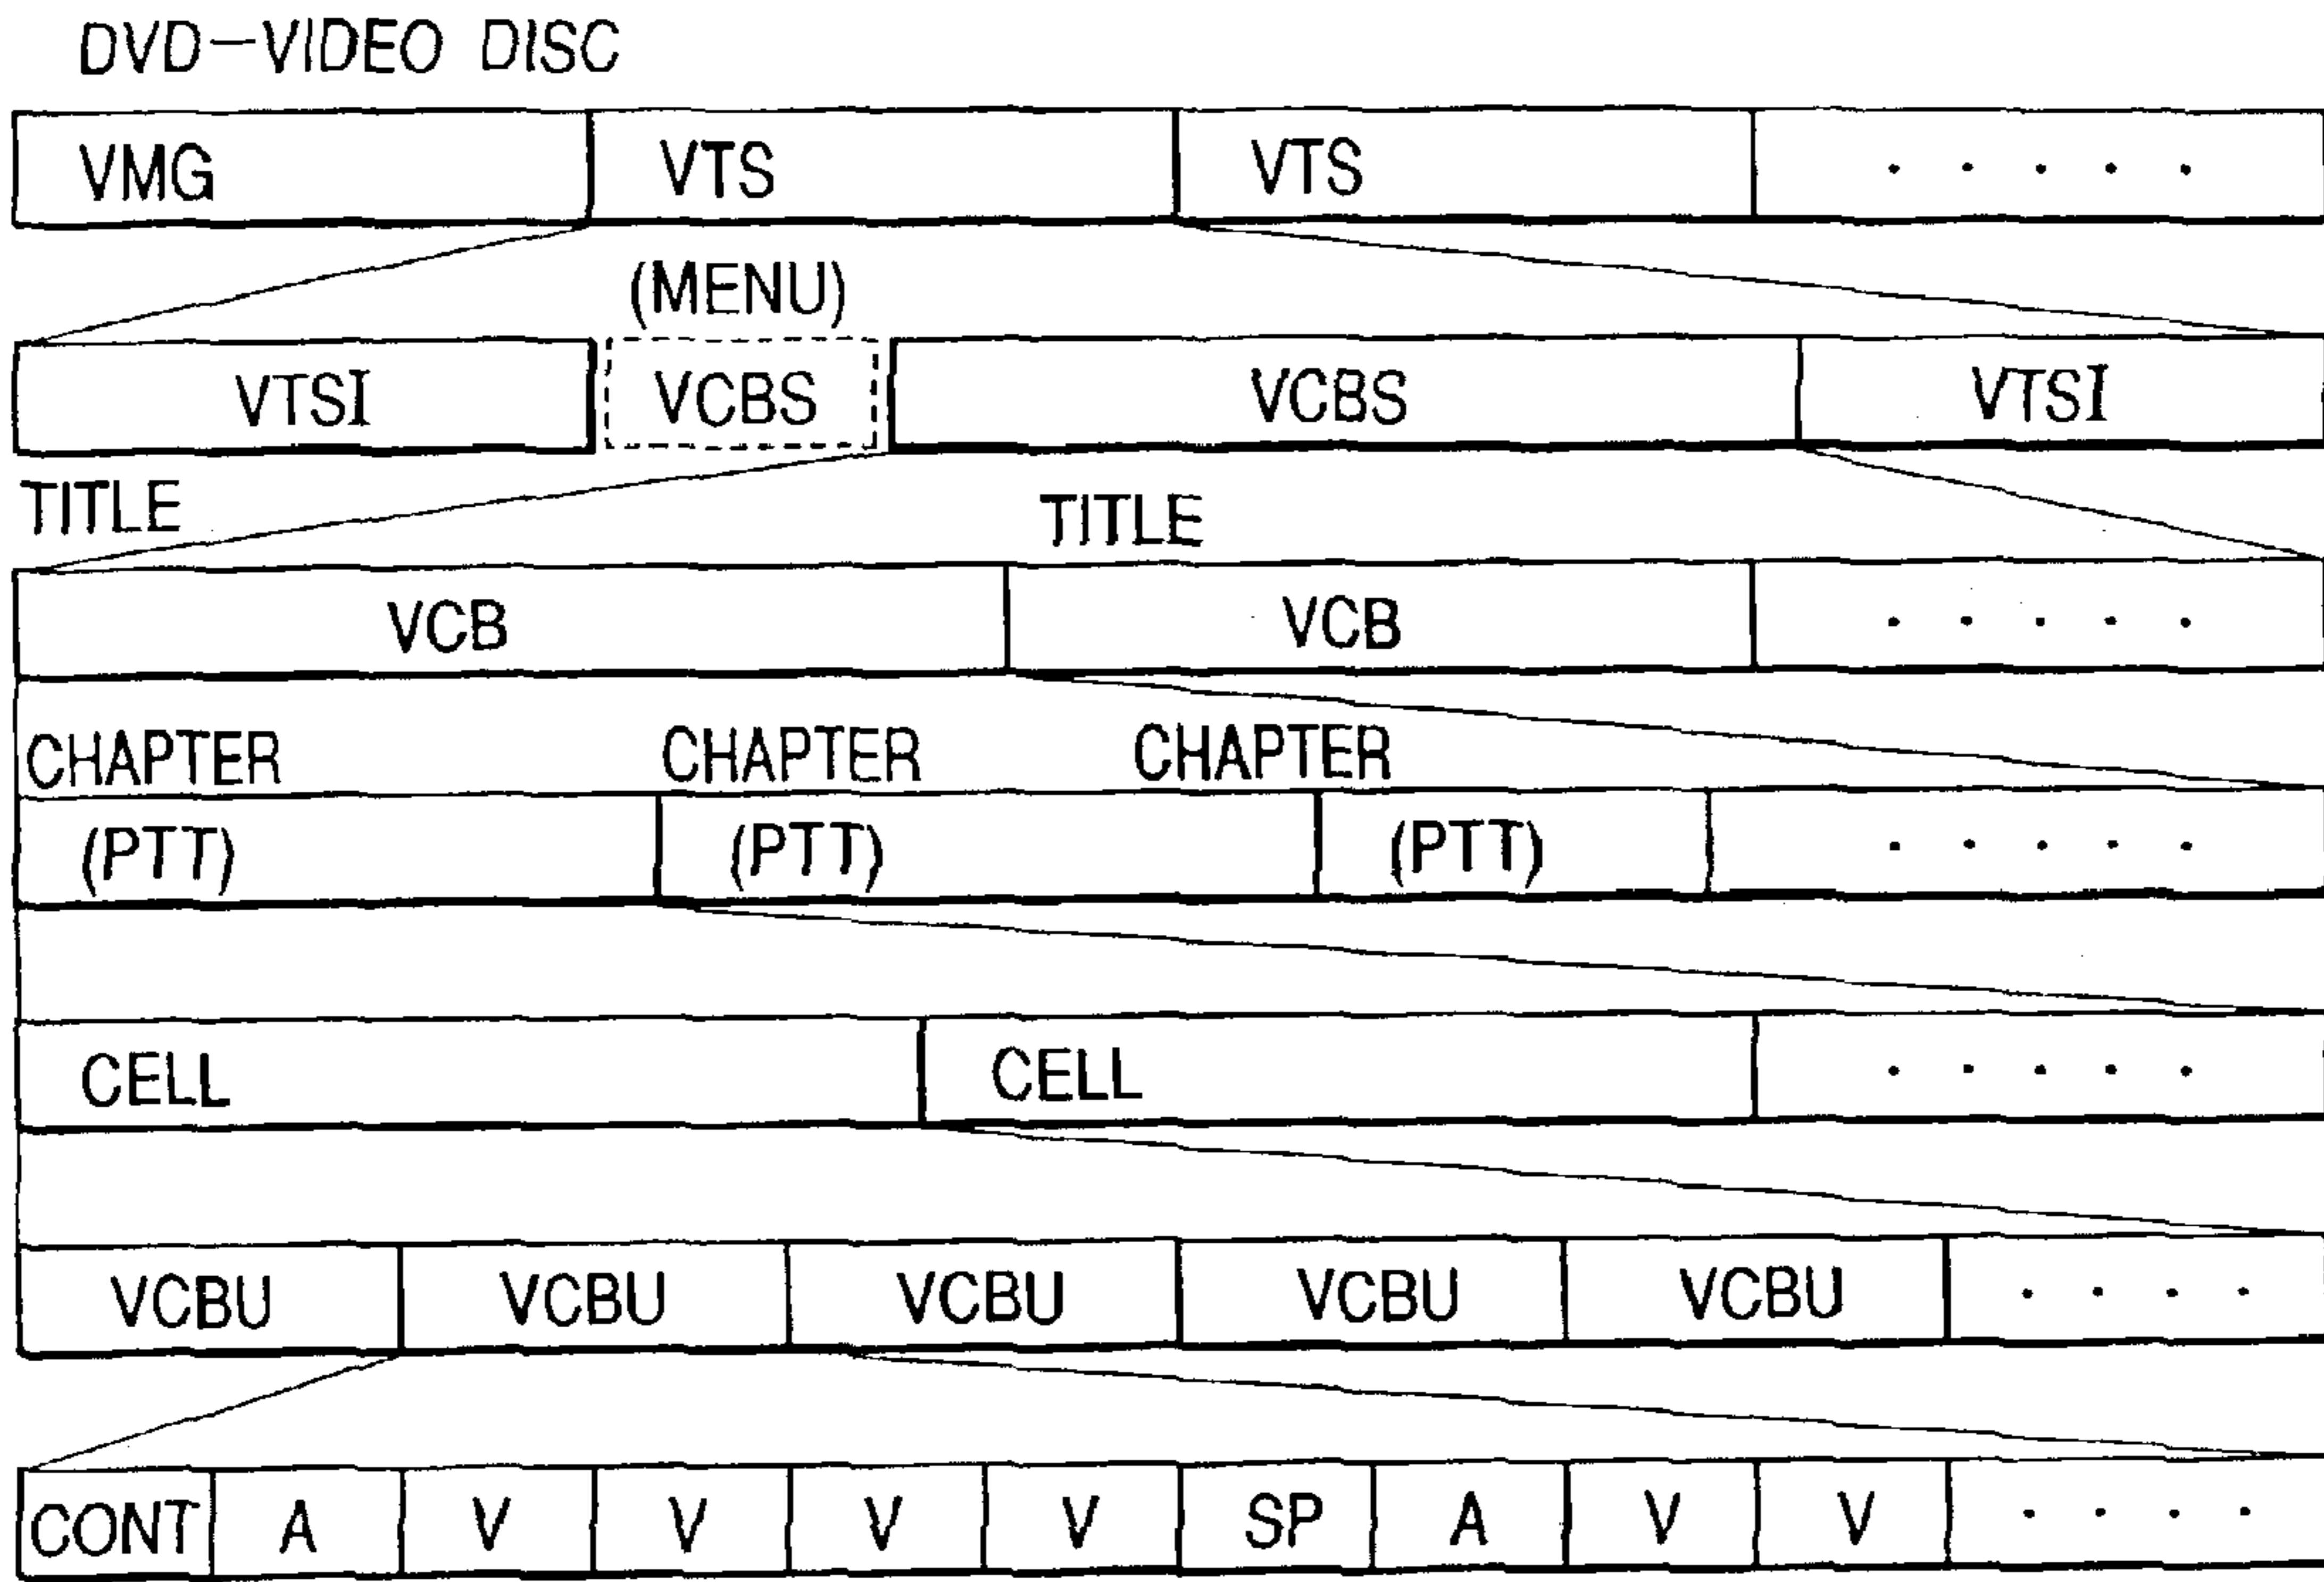 DVD—VIDEO DISC
VMG VTS VTS . . . . .
(MENU)
VTSI VCBS VCBS VTSI
TITLE TITLE
VCB VCB . . . . .
CHAPTER CHAPTER CHAPTER
(PTT) (PTT) (PTT) . . . . .
CELL CELL . . . . .
VCBU VCBU VCBU VCBU VCBU . . . .
CONT A V V V V SP A V V . . . .